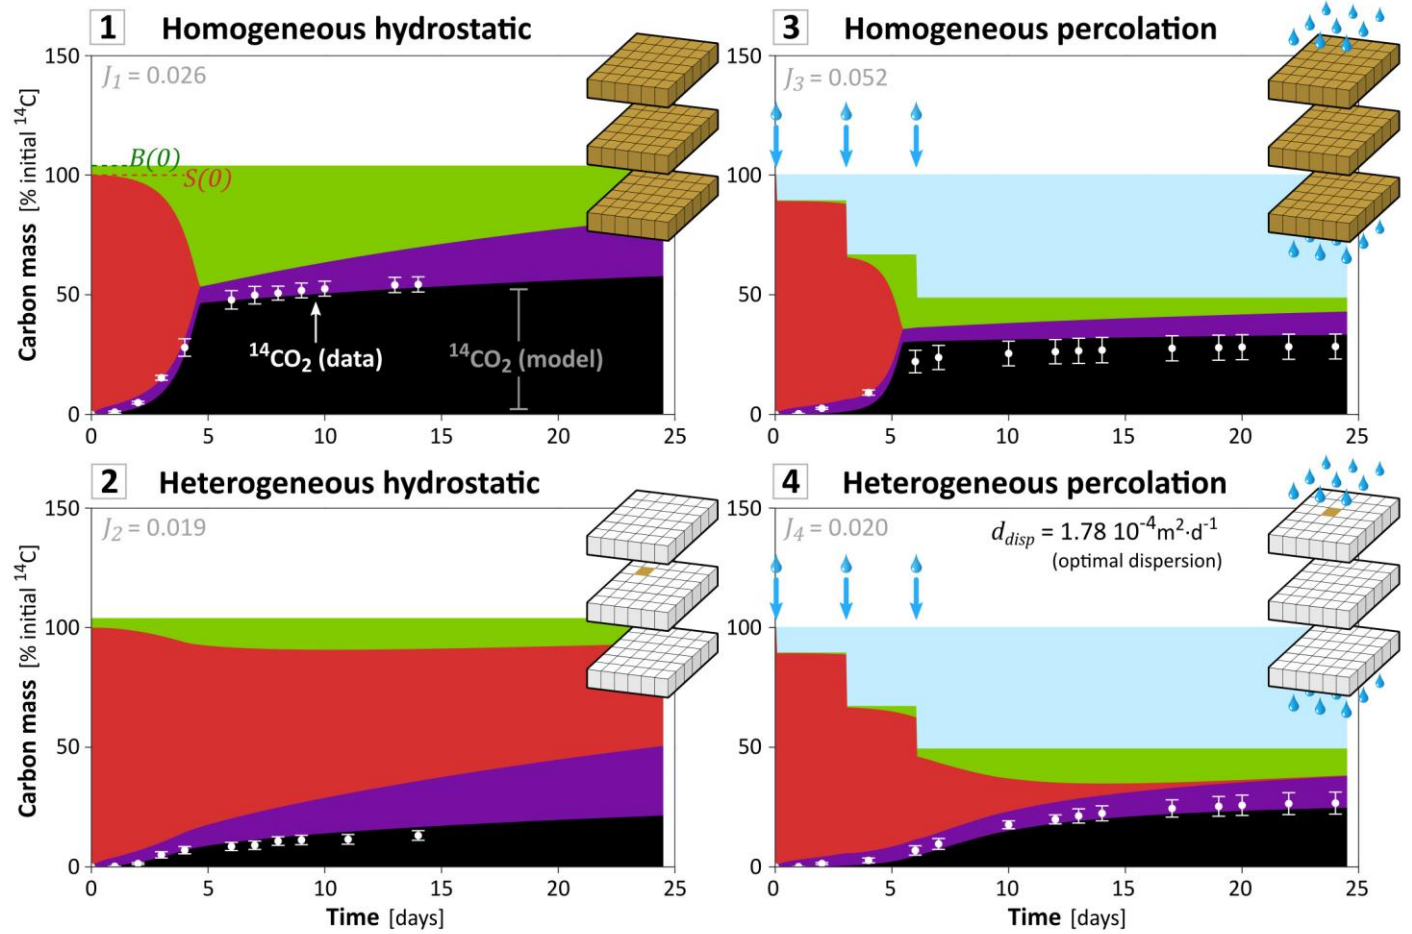 1 Homogeneous hydrostatic
J₁ = 0.026
Carbon mass [% initial ¹⁴C]
150
100
50
0
B(0)
S(0)
¹⁴CO₂ (data)
¹⁴CO₂ (model)
0 5 10 15 20 25
3 Homogeneous percolation
J₃ = 0.052
150
100
50
0
0 5 10 15 20 25
2 Heterogeneous hydrostatic
J₂ = 0.019
Carbon mass [% initial ¹⁴C]
150
100
50
0
0 5 10 15 20 25
Time [days]
4 Heterogeneous percolation
J₄ = 0.020
d_disp = 1.78 10⁻⁴m²·d⁻¹
(optimal dispersion)
150
100
50
0
0 5 10 15 20 25
Time [days]